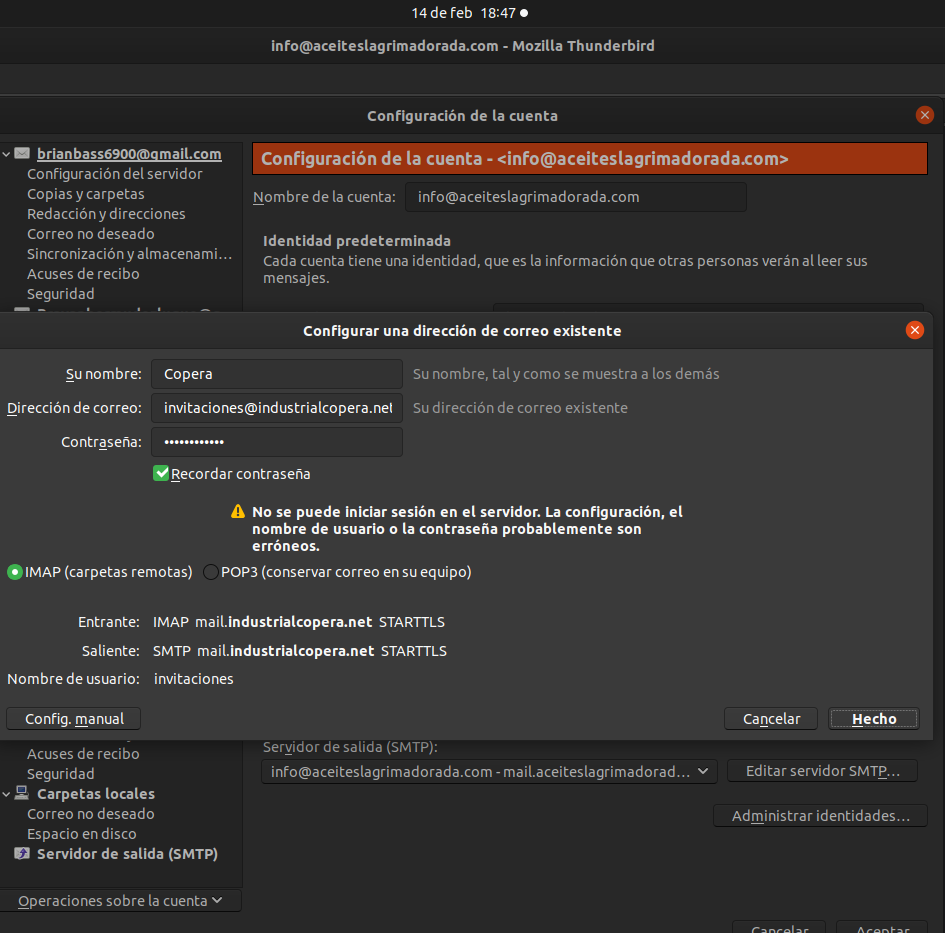 14 de feb 18:47
info@aceiteslagrimadorada.com - Mozilla Thunderbird
Configuración de la cuenta
brianbass6900@gmail.com
Configuración del servidor
Copias y carpetas
Redacción y direcciones
Correo no deseado
Sincronización y almacenami...
Acuses de recibo
Seguridad
Configuración de la cuenta - <info@aceiteslagrimadorada.com>
Nombre de la cuenta: info@aceiteslagrimadorada.com
Identidad predeterminada
Cada cuenta tiene una identidad, que es la información que otras personas verán al leer sus
mensajes.
Configurar una dirección de correo existente
Su nombre: Copera Su nombre, tal y como se muestra a los demás
Dirección de correo: invitaciones@industrialcopera.net Su dirección de correo existente
Contraseña: ••••••••••••
Recordar contraseña
No se puede iniciar sesión en el servidor. La configuración, el
nombre de usuario o la contraseña probablemente son
erróneos.
IMAP (carpetas remotas) POP3 (conservar correo en su equipo)
Entrante: IMAP mail.industrialcopera.net STARTTLS
Saliente: SMTP mail.industrialcopera.net STARTTLS
Nombre de usuario: invitaciones
Config. manual Cancelar Hecho
Acuses de recibo
Seguridad
Carpetas locales
Correo no deseado
Espacio en disco
Servidor de salida (SMTP)
Operaciones sobre la cuenta
Servidor de salida (SMTP):
info@aceiteslagrimadorada.com - mail.aceiteslagrimadorad... Editar servidor SMTP...
Administrar identidades...
Cancelar Aceptar